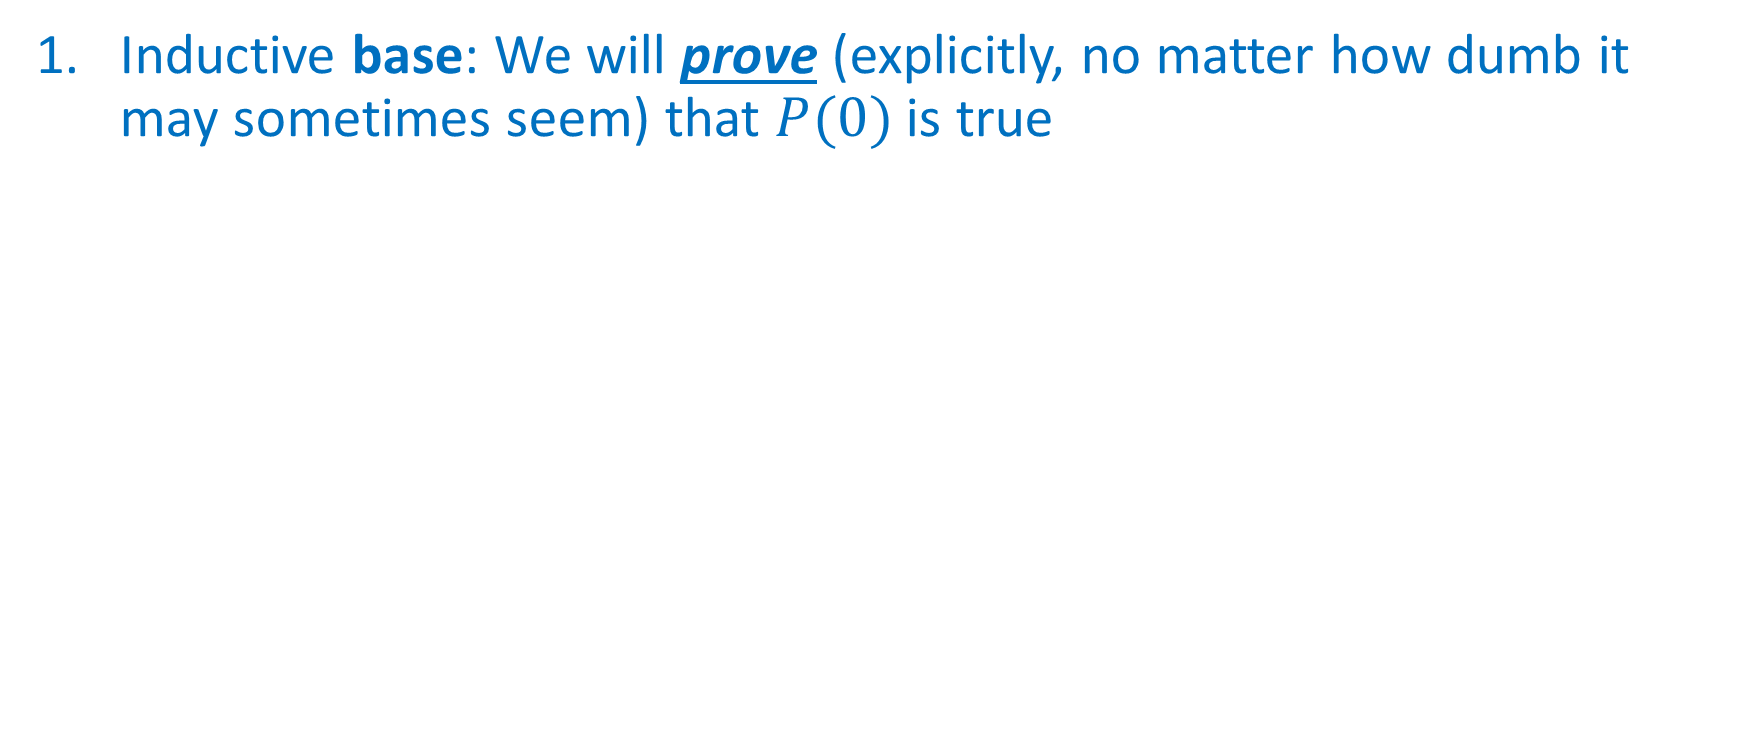 1. Inductive base: We will prove (explicitly, no matter how dumb it
may sometimes seem) that P(0) is true